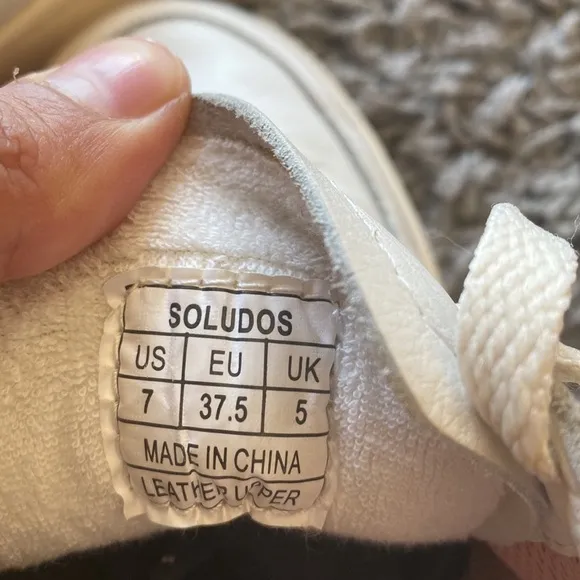 SOLUDOS
US EU UK
7 37.5 5
MADE IN CHINA
LEATHER UPPER